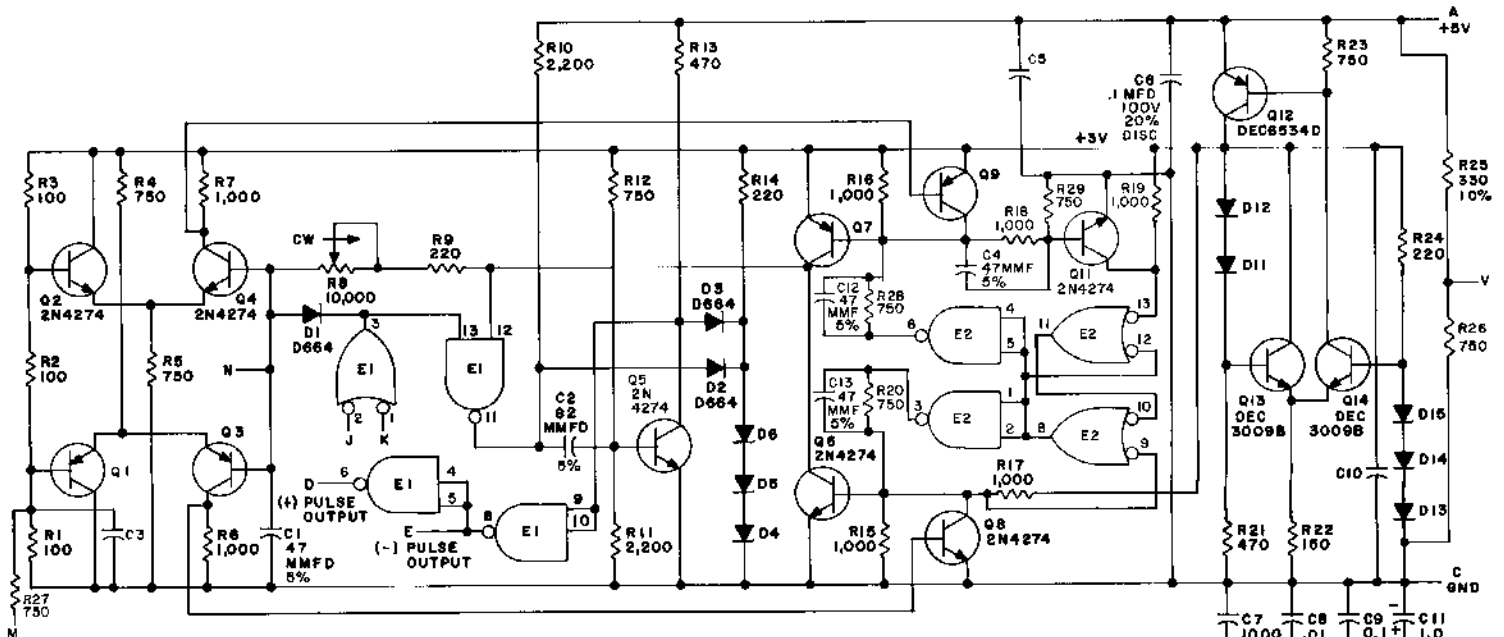 A
+5V
R10
2,200
R13
470
C5
C6
.1 MFD
100V
20%
DISC
R23
750
Q12
DEC6534D
+3V
R3
100
R4
750
R7
1,000
R12
750
R14
220
R16
1,000
Q9
R29
750
R19
1,000
R25
330
10%
D12
CW
R9
220
Q7
R18
1,000
C4
47MMF
5%
Q11
2N4274
D11
R24
220
Q2
2N4274
Q4
2N4274
R8
10,000
D3
D664
C12
47
MMF
5%
R28
750
V
D1
D664
3
13
12
6
4
E2
5
11
13
E2
12
R2
100
R5
750
N
E1
2
1
J
K
E1
11
C2
82
MMFD
5%
Q5
2N
4274
D2
D664
C13
47
MMF
5%
R20
750
3
1
E2
2
10
8
E2
9
Q13
DEC
3009B
Q14
DEC
3009B
R26
750
D15
Q1
Q3
D6
Q6
2N4274
R17
1,000
C10
D14
D
6
E1
4
5
(+) PULSE
OUTPUT
D5
D13
R1
100
C3
R6
1,000
C1
47
MMFD
5%
E
8
E1
9
10
(-) PULSE
OUTPUT
R11
2,200
D4
R15
1,000
Q8
2N4274
R21
470
R22
150
C
GND
R27
750
M
C7
C8
.01
C9
0.1
-
+
C11
1.0